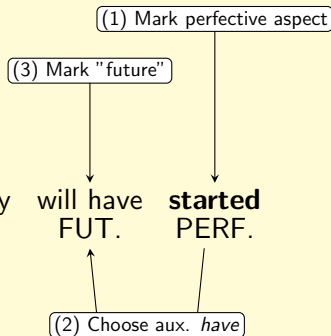 (1) Mark perfective aspect
(3) Mark "future"
y will have started
FUT. PERF.
(2) Choose aux. have